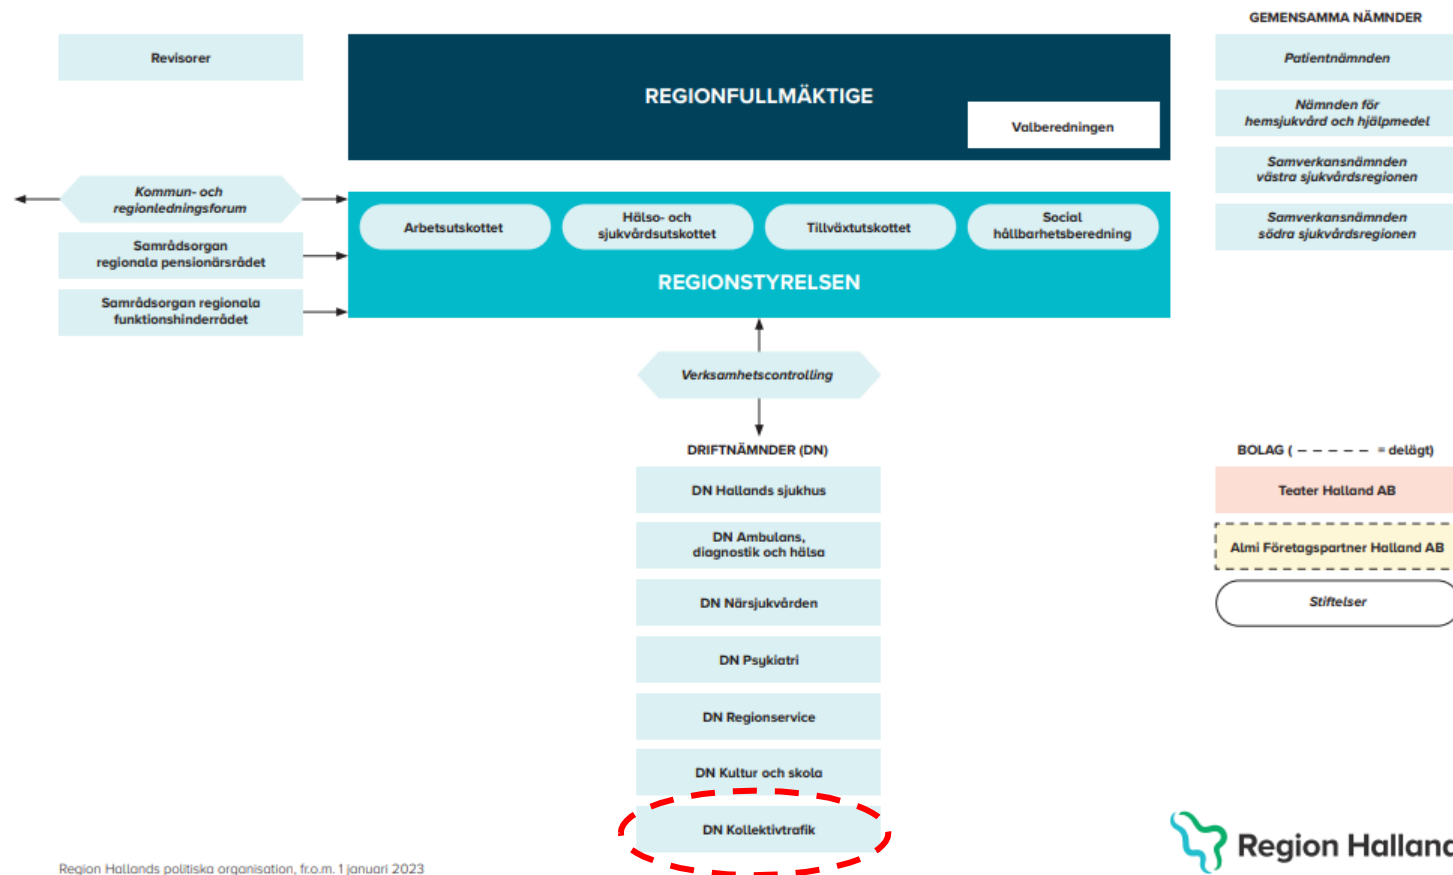 GEMENSAMMA NÄMNDER
Revisorer
REGIONFULLMÄKTIGE
Valberedningen
Patientnämnden
Nämnden för
hemsjukvård och hjälpmedel
Samverkansnämnden
västra sjukvårdsregionen
Samverkansnämnden
södra sjukvårdsregionen
Kommun- och
regionledningsforum
Samrådsorgan
regionala pensionärsrådet
Samrådsorgan regionala
funktionshinderrådet
Arbetsutskottet
Hälso- och
sjukvårdsutskottet
Tillväxtutskottet
Social
hållbarhetsberedning
REGIONSTYRELSEN
Verksamhetscontrolling
DRIFTNÄMNDER (DN)
DN Hallands sjukhus
DN Ambulans,
diagnostik och hälsa
DN Närsjukvården
DN Psykiatri
DN Regionservice
DN Kultur och skola
DN Kollektivtrafik
BOLAG ( – – – – – = delägt)
Teater Halland AB
Almi Företagspartner Halland AB
Stiftelser
Region Halland
Region Hallands politiska organisation, fr.o.m. 1 januari 2023